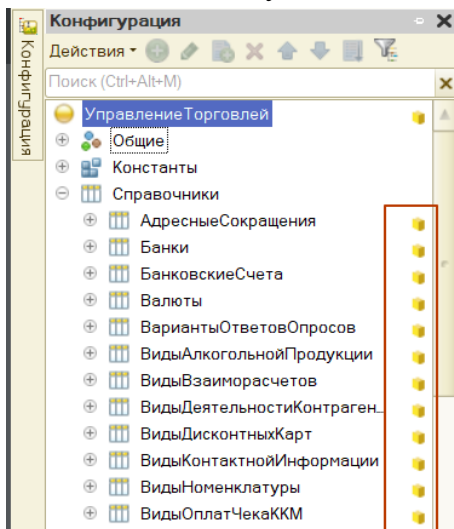 Конфигурация
Конфигурация
Действия
Поиск (Ctrl+Alt+M)
УправлениеТорговлей
Общие
Константы
Справочники
АдресныеСокращения
Банки
БанковскиеСчета
Валюты
ВариантыОтветовОпросов
ВидыАлкогольнойПродукции
ВидыВзаиморасчетов
ВидыДеятельностиКонтраген...
ВидыДисконтныхКарт
ВидыКонтактнойИнформации
ВидыНоменклатуры
ВидыОплатЧекаККМ